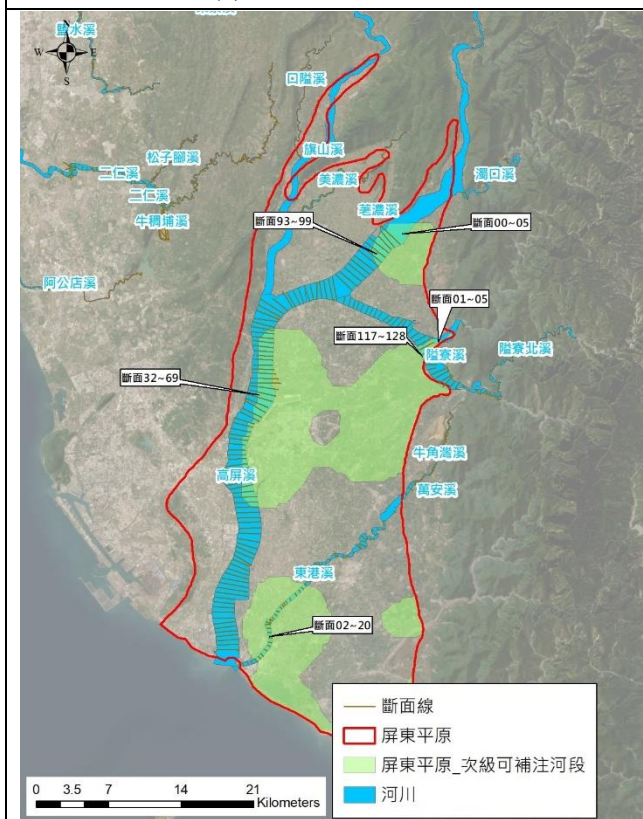 鹽水溪
N
W E
S
口隘溪
松子腳溪
旗山溪
二仁溪
美濃溪
濁口溪
二仁溪
荖濃溪
牛稠埔溪
斷面93~99
斷面00~05
阿公店溪
斷面01~05
斷面117~128
隘寮溪
隘寮北溪
斷面32~69
牛角灣溪
高屏溪
萬安溪
東港溪
斷面02~20
斷面線
屏東平原
屏東平原_次級可補注河段
河川
0 3.5 7 14 21
Kilometers